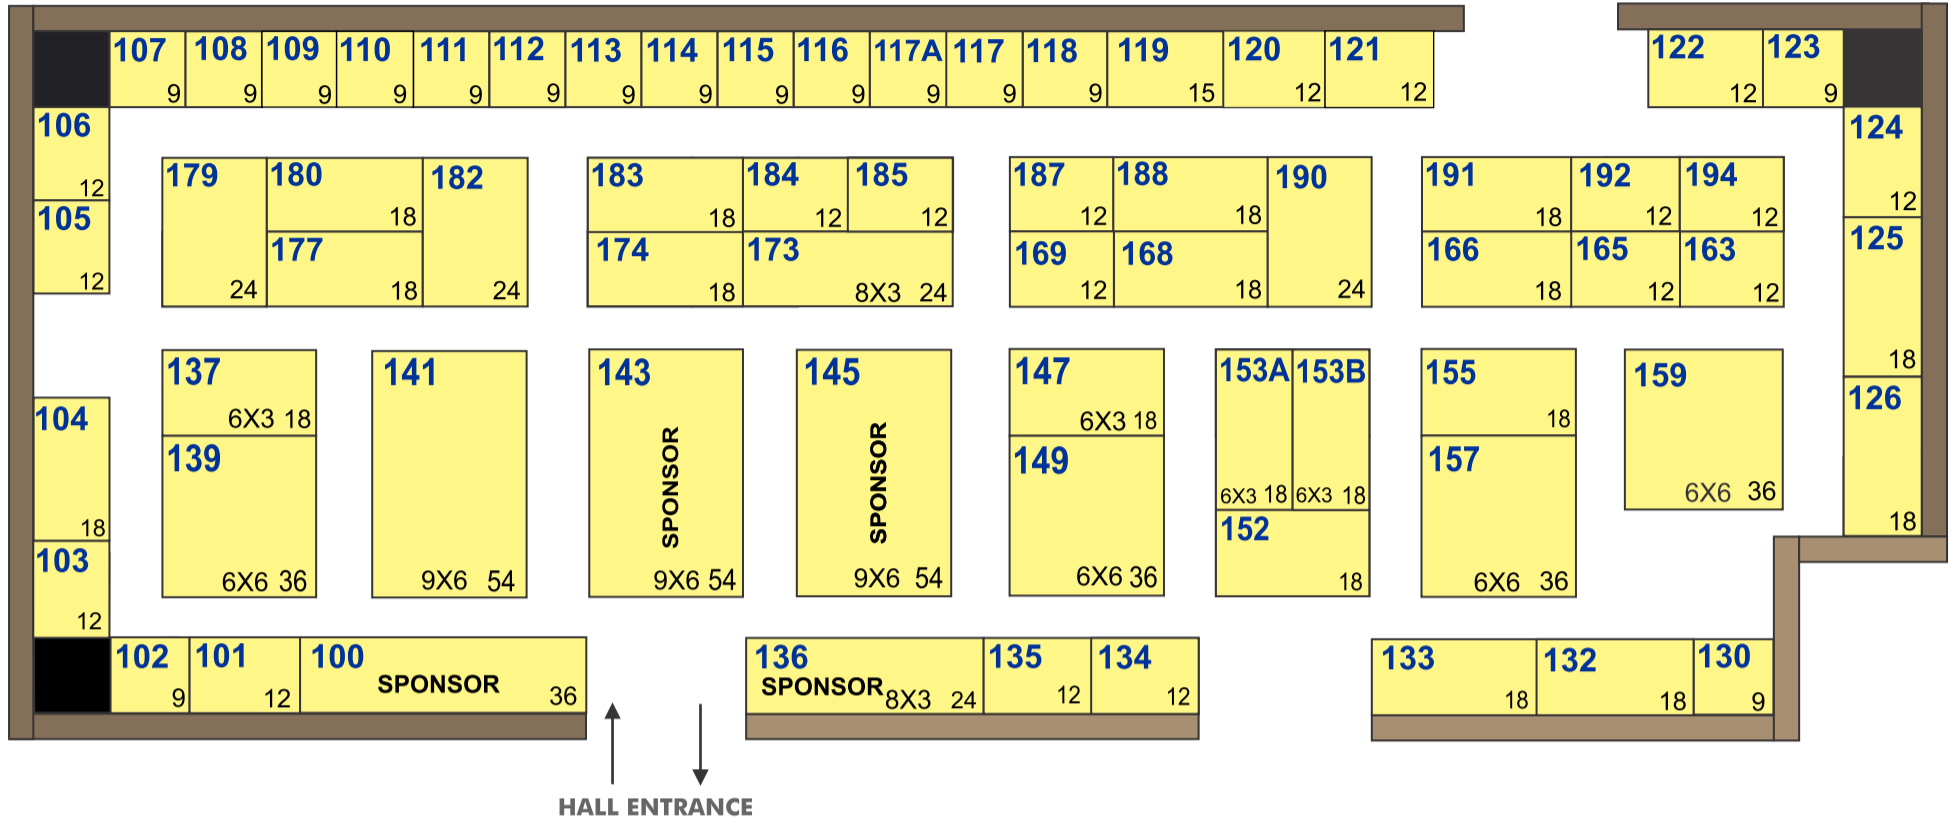 107 108 109 110 111 112 113 114 115 116 117A 117 118 119 120 121 122 123
9 9 9 9 9 9 9 9 9 9 9 9 9 15 12 12 12 9
106
12
105
12
104
18
103
12
124
12
125
18
126
18
179 180 182
18
177
24 18 24
183 184 185
18 12 12
174 173
18 8X3 24
187 188 190
12 18
169 168
12 18 24
191 192 194
18 12 12
166 165 163
18 12 12
137
6X3 18
139
6X6 36
141
9X6 54
143
SPONSOR
9X6 54
145
SPONSOR
9X6 54
147
6X3 18
149
6X6 36
153A 153B
6X3 18 6X3 18
152
18
155
18
157
6X6 36
159
6X6 36
102 101 100
SPONSOR
9 12 36
136 135 134
SPONSOR
8X3 24 12 12
133 132 130
18 18 9
HALL ENTRANCE